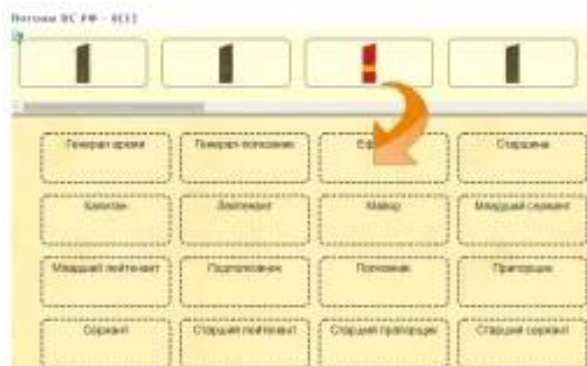 Погоны ВС РФ -
Генерал армии Генерал-полковник Старшина
Капитан Лейтенант Майор Младший сержант
Младший лейтенант Подполковник Полковник Прапорщик
Сержант Старший лейтенант Старший прапорщик Старший сержант